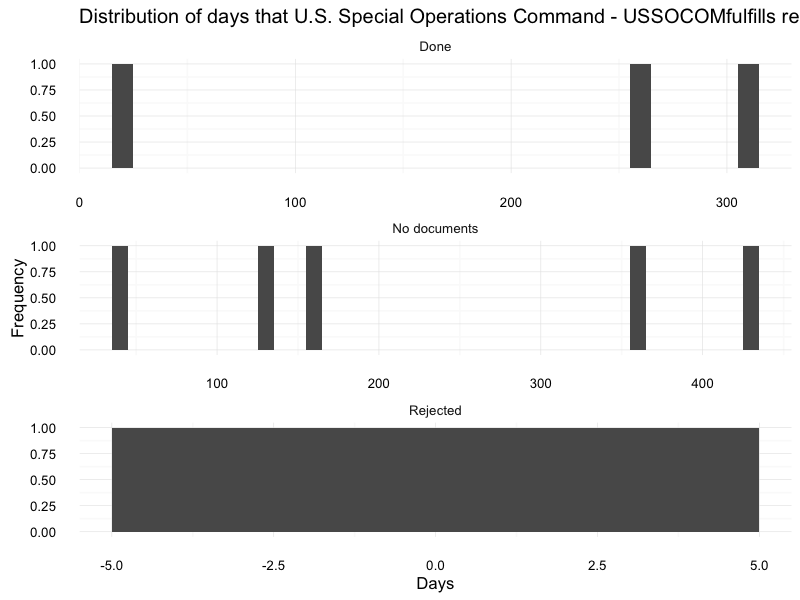 Distribution of days that U.S. Special Operations Command - USSOCOMfulfills re
Done
1.00
0.75
0.50
0.25
0.00
0 100 200 300
No documents
1.00
0.75
0.50
0.25
0.00
100 200 300 400
Frequency
Rejected
1.00
0.75
0.50
0.25
0.00
-5.0 -2.5 0.0 2.5 5.0
Days